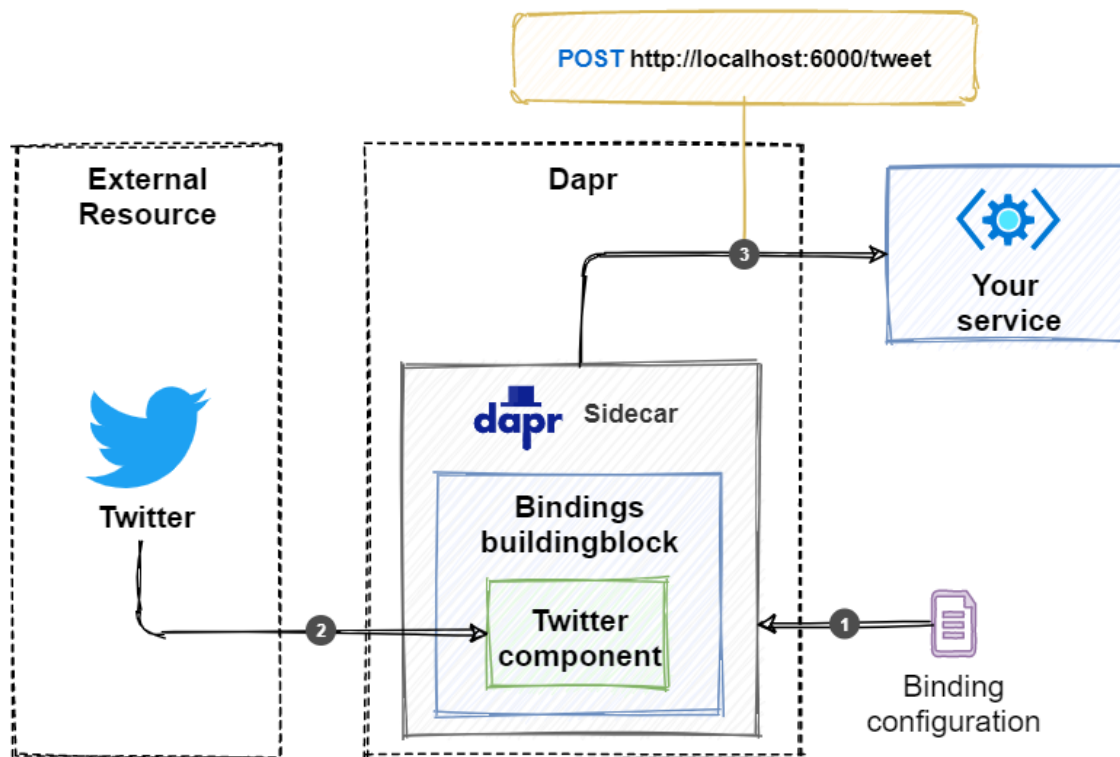 POST http://localhost:6000/tweet
External
Resource
Dapr
3
Your
service
dapr Sidecar
Twitter
Bindings
buildingblock
2
Twitter
component
1
Binding
configuration